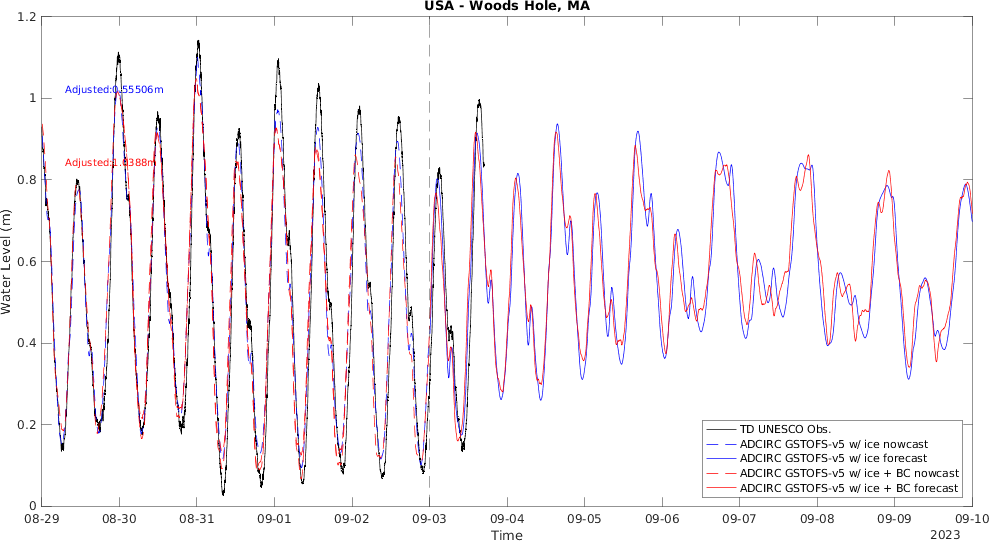 USA - Woods Hole, MA
1.2
1
0.8
0.6
0.4
0.2
0
Water Level (m)
Adjusted:0.55506m
TD UNESCO Obs.
ADCIRC GSTOFS-v5 w/ ice nowcast
ADCIRC GSTOFS-v5 w/ ice forecast
ADCIRC GSTOFS-v5 w/ ice + BC nowcast
ADCIRC GSTOFS-v5 w/ ice + BC forecast
08-29 08-30 08-31 09-01 09-02 09-03 09-04 09-05 09-06 09-07 09-08 09-09 09-10
Time
2023